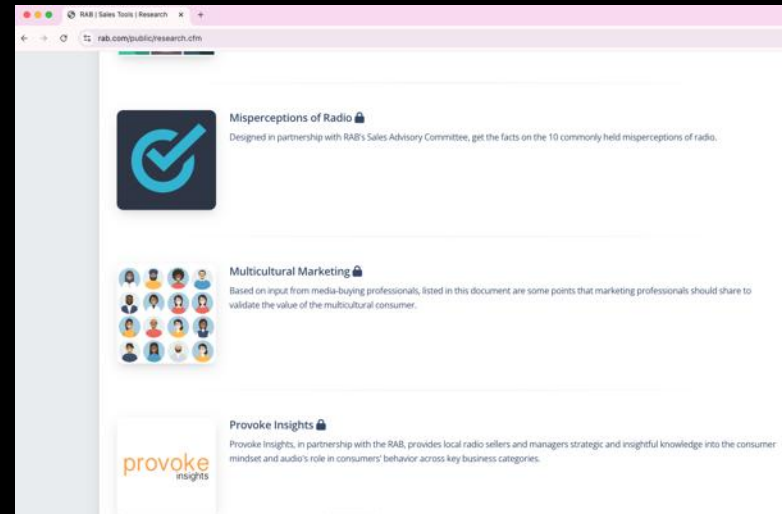 RAB | Sales Tools | Research
rab.com/public/research.cfm
Misperceptions of Radio
Designed in partnership with RAB's Sales Advisory Committee, get the facts on the 10 commonly held misperceptions of radio.
Multicultural Marketing
Based on input from media-buying professionals, listed in this document are some points that marketing professionals should share to
validate the value of the multicultural consumer.
Provoke Insights
Provoke Insights, in partnership with the RAB, provides local radio sellers and managers strategic and insightful knowledge into the consumer
mindset and audio's role in consumers' behavior across key business categories.
provoke
insights